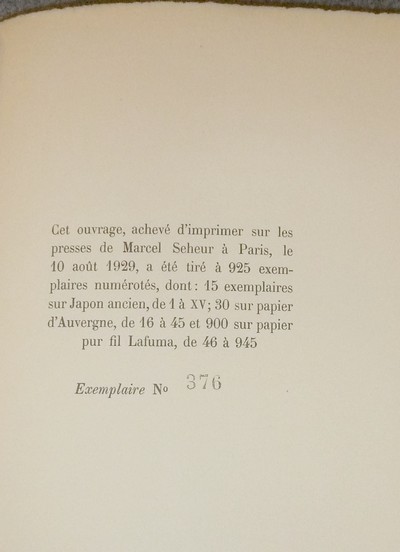 Cet ouvrage, achevé d'imprimer sur les
presses de Marcel Seheur à Paris, le
10 août 1929, a été tiré à 925 exem-
plaires numérotés, dont : 15 exemplaires
sur Japon ancien, de 1 à XV; 30 sur papier
d'Auvergne, de 16 à 45 et 900 sur papier
pur fil Lafuma, de 46 à 945
Exemplaire No 376